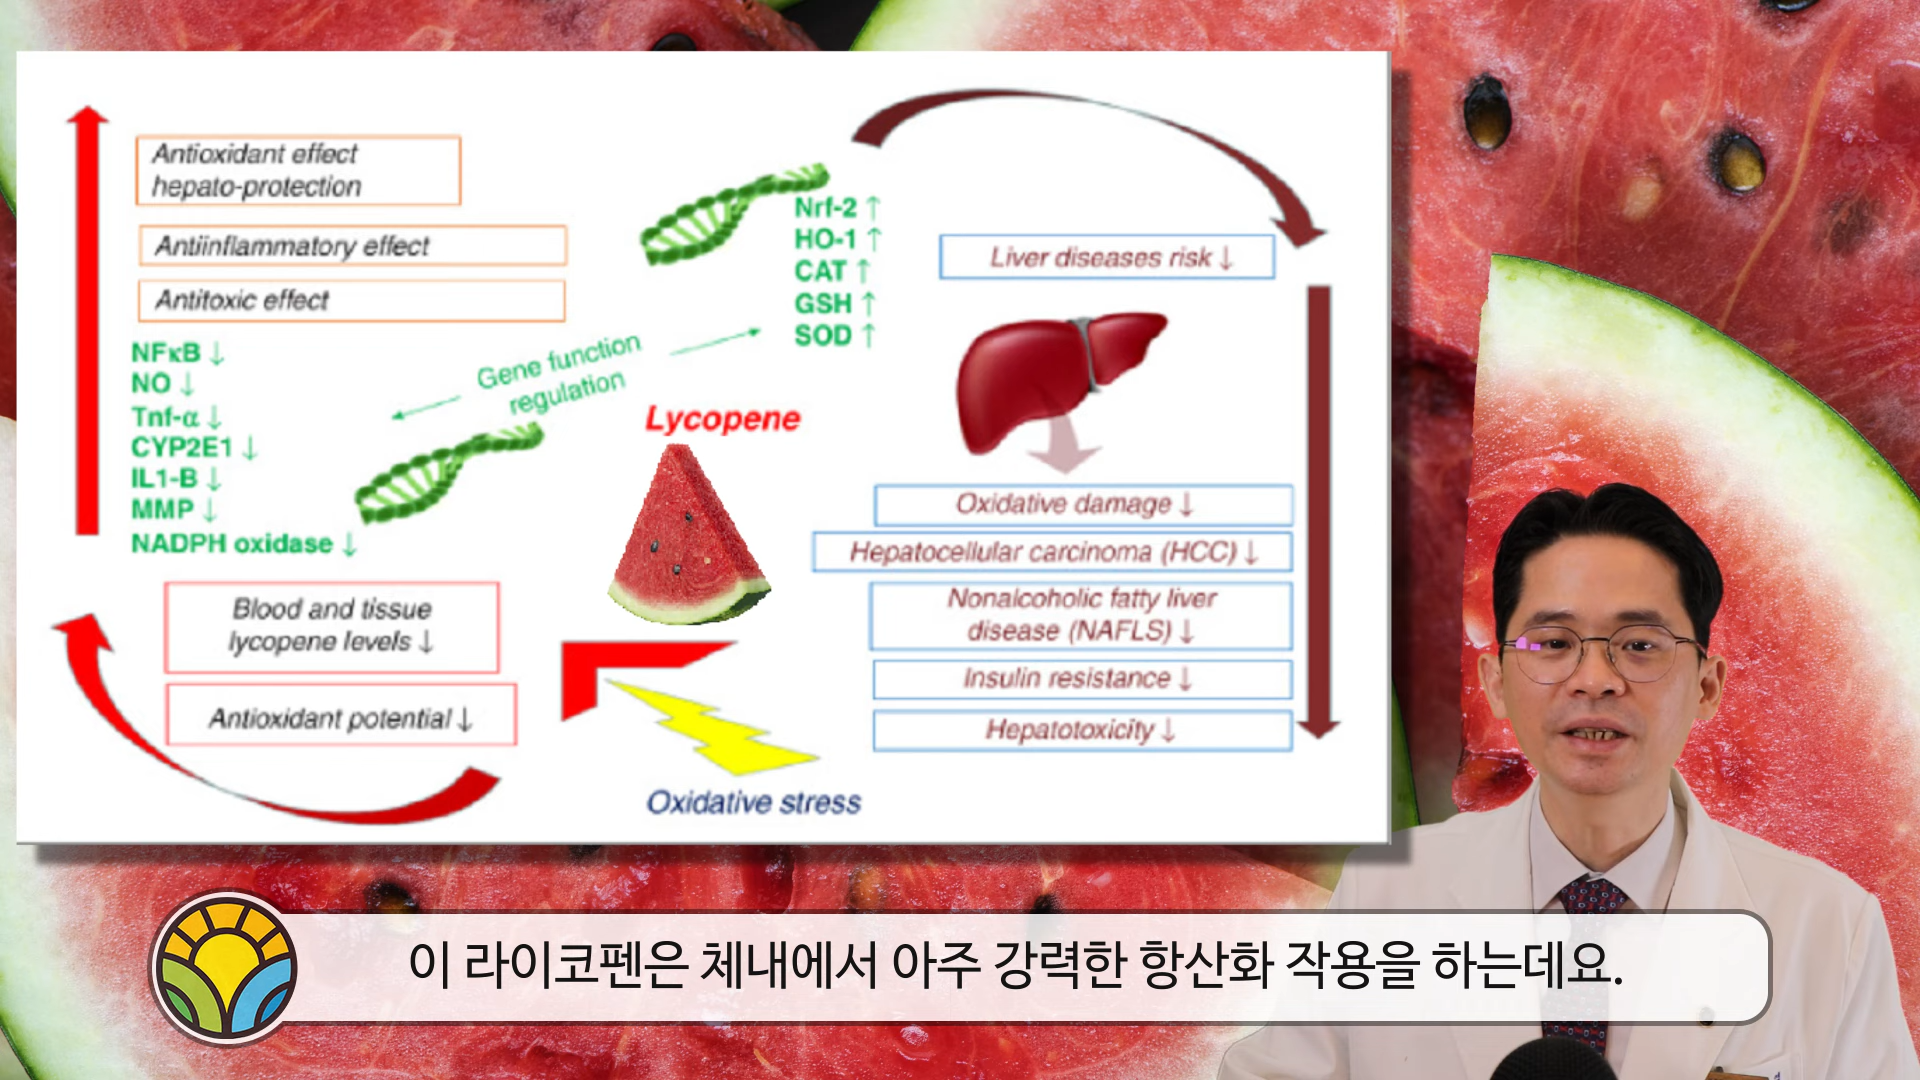 Antioxidant effect
hepato-protection
Antiinflammatory effect
Antitoxic effect
NFκB ↓
NO ↓
Tnf-α ↓
CYP2E1 ↓
IL1-B ↓
MMP ↓
NADPH oxidase ↓
Gene function
regulation
Nrf-2 ↑
HO-1 ↑
CAT ↑
GSH ↑
SOD ↑
Lycopene
Blood and tissue
lycopene levels ↓
Antioxidant potential ↓
Oxidative stress
Liver diseases risk ↓
Oxidative damage ↓
Hepatocellular carcinoma (HCC) ↓
Nonalcoholic fatty liver
disease (NAFLS) ↓
Insulin resistance ↓
Hepatotoxicity ↓
이 라이코펜은 체내에서 아주 강력한 항산화 작용을 하는데요.